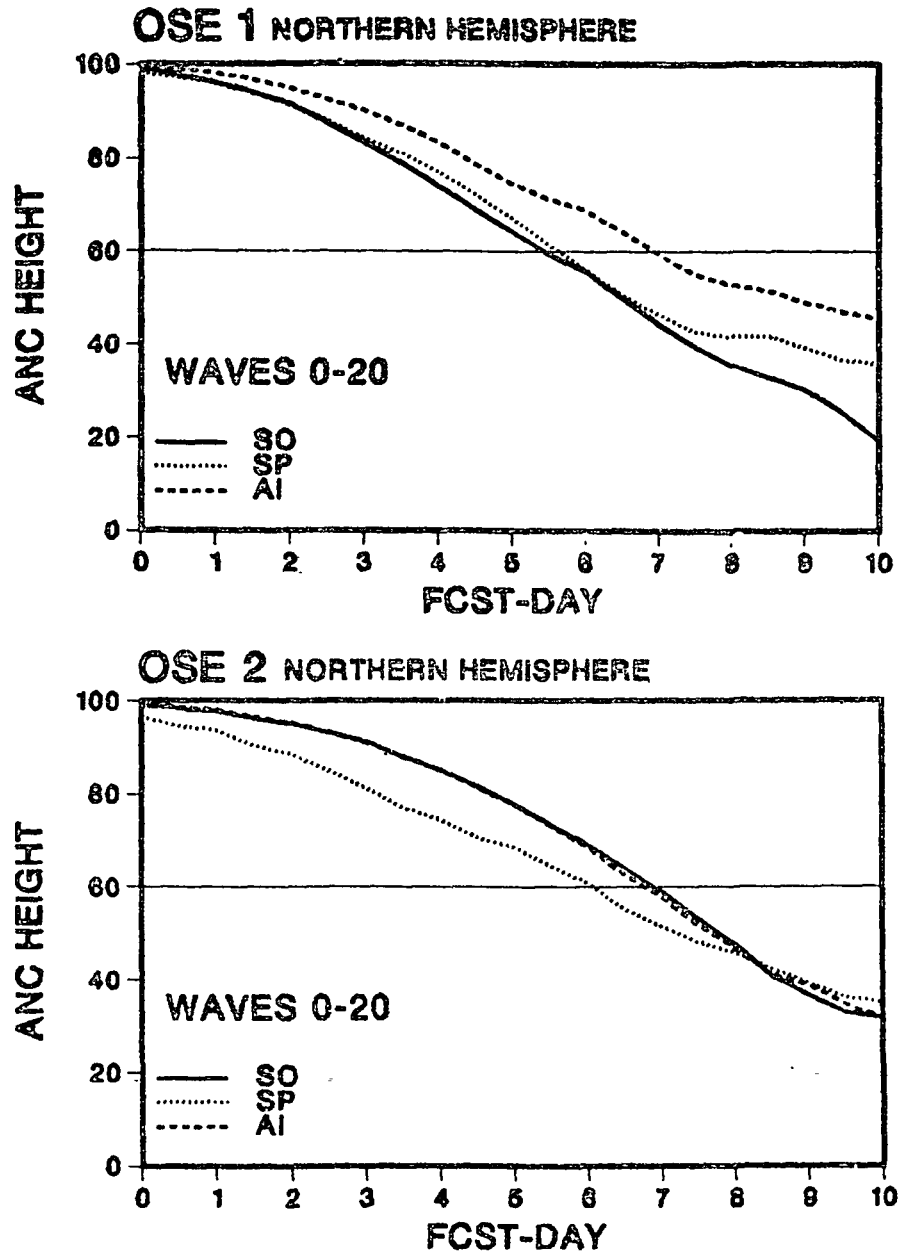 OSE 1 NORTHERN HEMISPHERE
100
80
60
40
20
0
ANC HEIGHT
WAVES 0-20
SO
SP
AI
0 1 2 3 4 5 6 7 8 9 10
FCST-DAY
OSE 2 NORTHERN HEMISPHERE
100
80
60
40
20
0
ANC HEIGHT
WAVES 0-20
SO
SP
AI
0 1 2 3 4 5 6 7 8 9 10
FCST-DAY